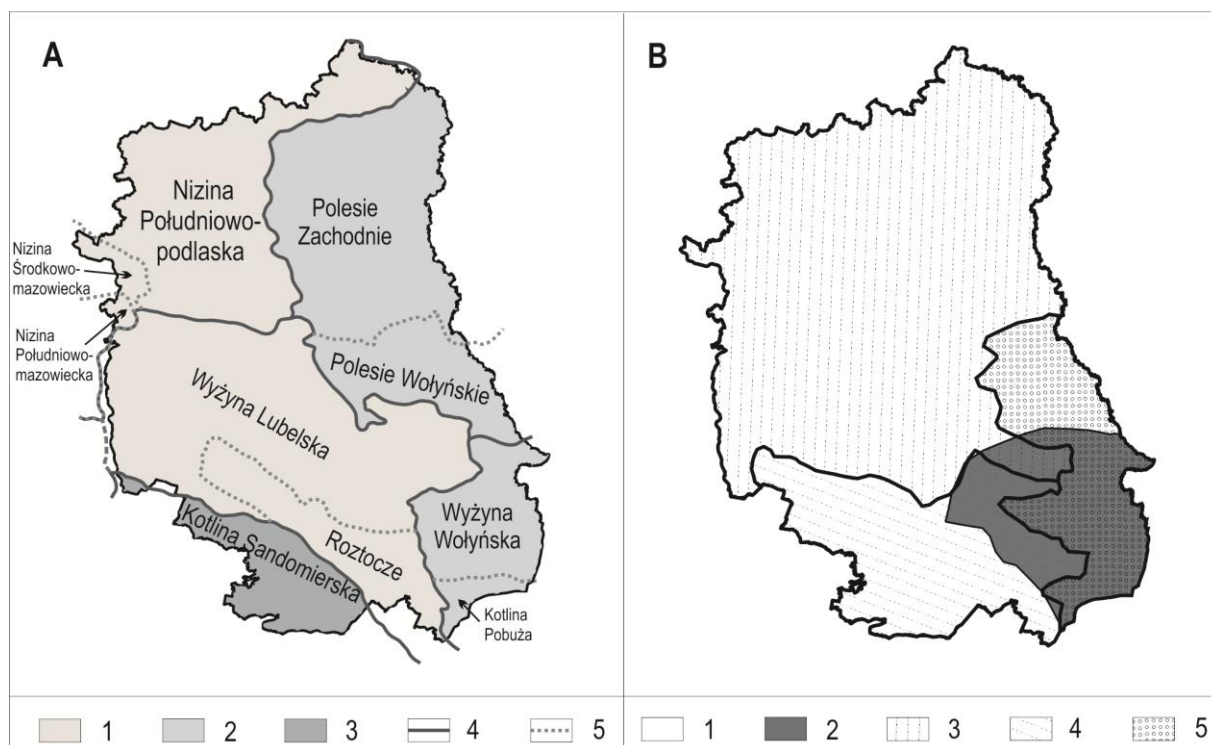 A
Nizina
Południowo-
podlaska
Polesie
Zachodnie
Nizina
Środkowo-
mazowiecka
Nizina
Południowo-
mazowiecka
Polesie Wołyńskie
Wyżyna Lubelska
Wyżyna
Wołyńska
Kotlina Sandomierska
Roztocze
Kotlina
Pobuża
1 2 3 4 5
B
1 2 3 4 5